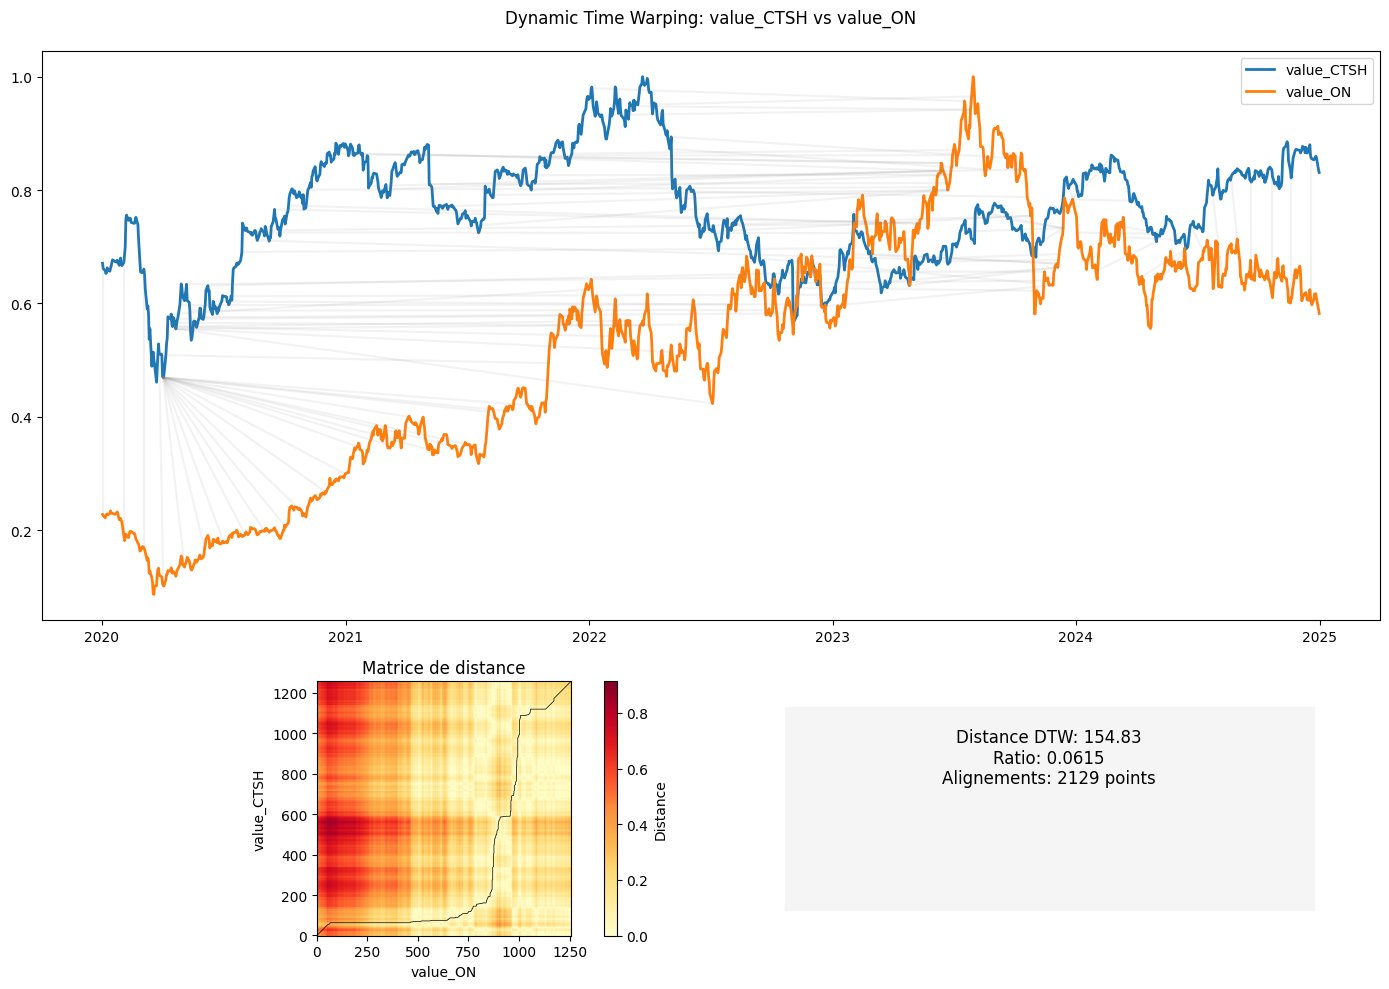 Dynamic Time Warping: value_CTSH vs value_ON
value_CTSH
value_ON
1.0
0.8
0.6
0.4
0.2
2020 2021 2022 2023 2024 2025
Matrice de distance
value_CTSH
1200
1000
800
600
400
200
0
0 250 500 750 1000 1250
value_ON
0.8
0.6
0.4
0.2
0.0
Distance
Distance DTW: 154.83
Ratio: 0.0615
Alignements: 2129 points